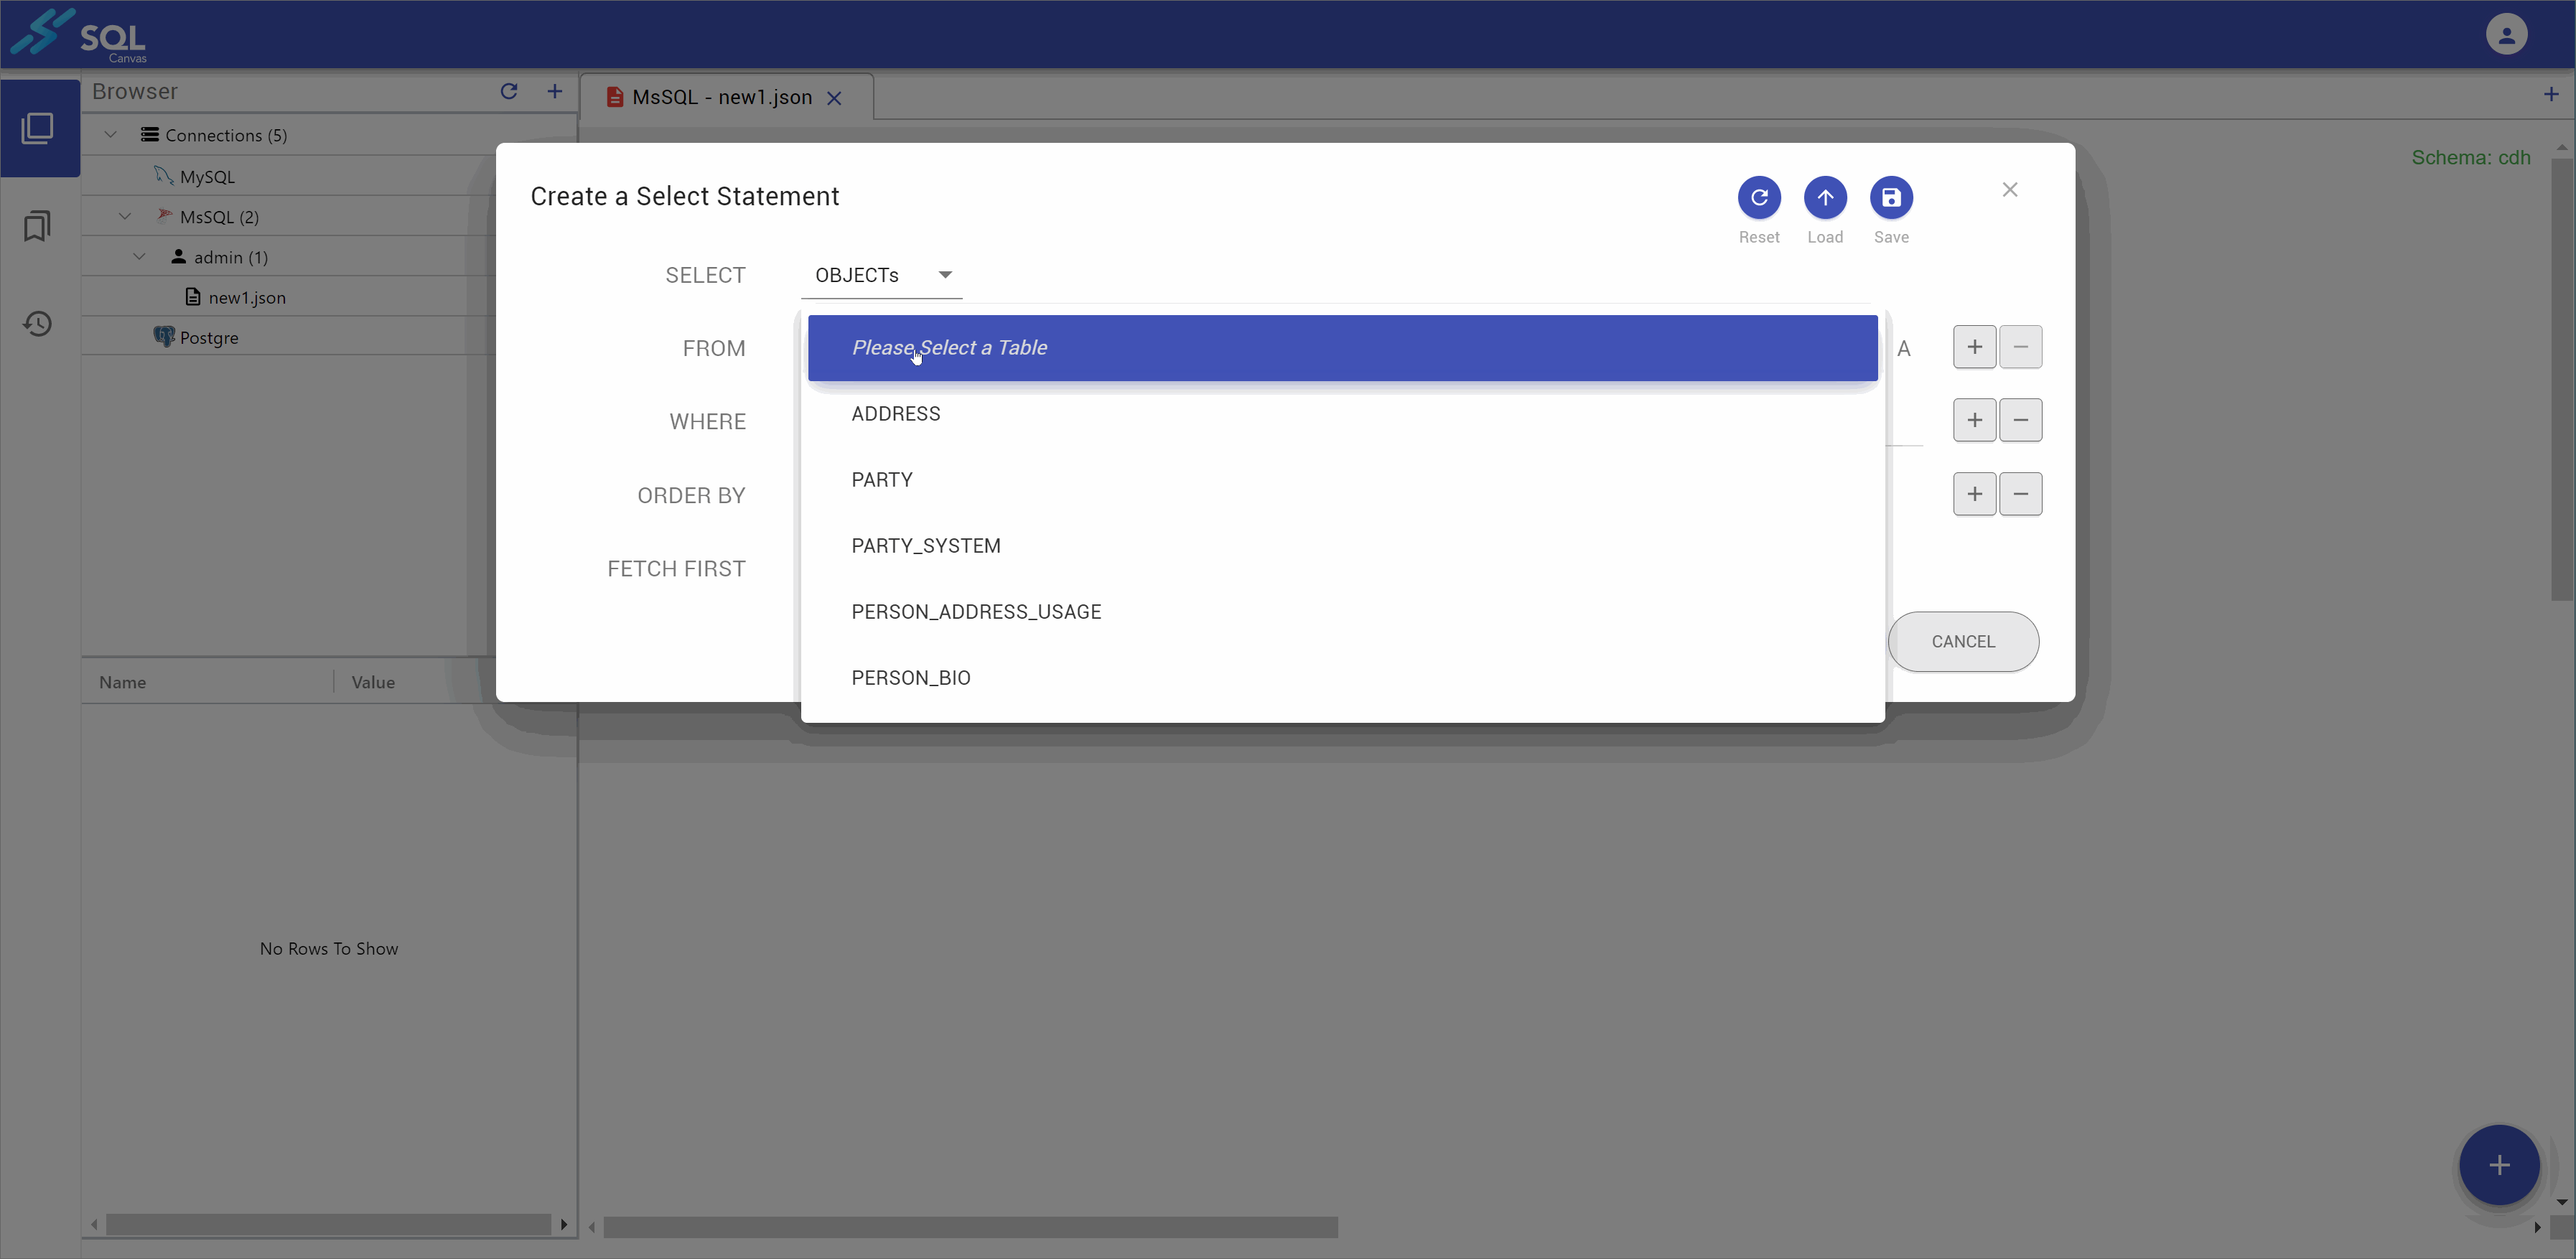 SQL
Canvas
Browser
MsSQL - new1.json
Connections (5)
MySQL
MsSQL (2)
admin (1)
new1.json
Postgre
Schema: cdh
Create a Select Statement
Reset
Load
Save
SELECT
OBJECTs
FROM
Please Select a Table
A
ADDRESS
WHERE
PARTY
ORDER BY
PARTY_SYSTEM
FETCH FIRST
PERSON_ADDRESS_USAGE
CANCEL
PERSON_BIO
Name
Value
No Rows To Show